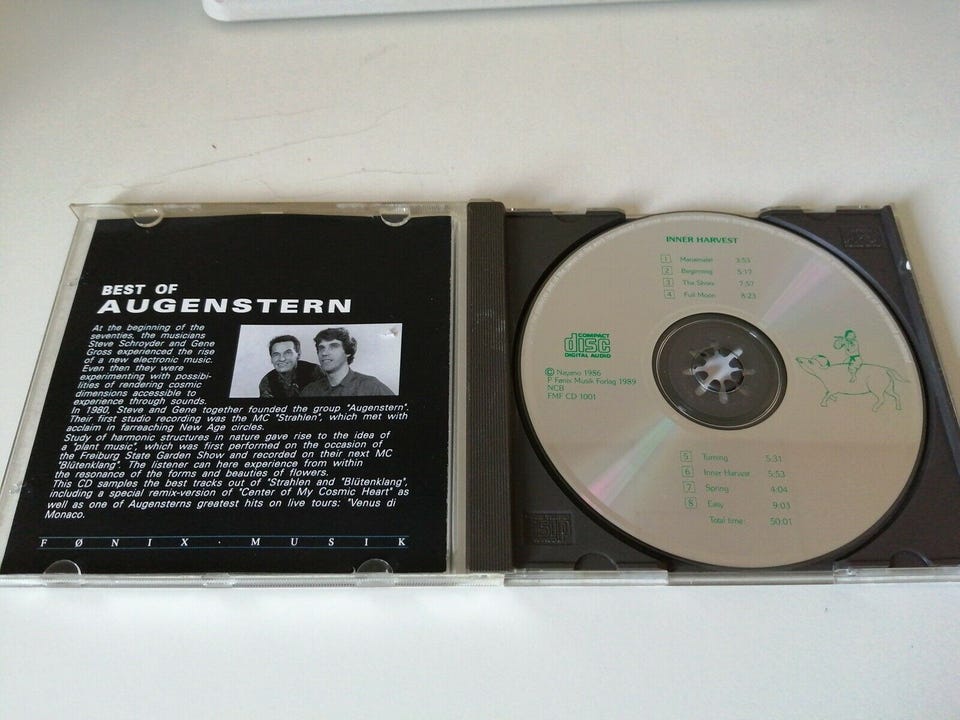 BEST OF
AUGENSTERN
At the beginning of the
seventies, the musicians
Steve Schroyder and Gene
Gross experienced the rise
of a new electronic music.
Even then they were
experimenting with possibi-
lities of rendering cosmic
dimensions accessible to
experience through sounds.
In 1980, Steve and Gene together founded the group "Augenstern".
Their first studio recording was the MC "Strahlen", which met with
acclaim in farreaching New Age circles.
Study of harmonic structures in nature gave rise to the idea of
a "plant music", which was first performed on the occasion of
the Freiburg State Garden Show and recorded on their next MC
"Blütenklang". The listener can here experience from within
the resonance of the forms and beauties of flowers.
This CD samples the best tracks out of "Strahlen and "Blütenklang",
including a special remix-version of "Center of My Cosmic Heart" as
well as one of Augensterns greatest hits on live tours: "Venus di
Monaco.
FØNIX · MUSIK
INNER HARVEST
1 3:53
2 Beginning 5:19
3 The Silver 7:57
4 Full Moon 8:23
COMPACT
disc
DIGITAL AUDIO
© Nayano 1986
P Fønix Musik Forlag 1989
NCB
FMF CD 1001
5 Turning 5:31
6 Inner Harvest 5:53
7 Spring 4:04
8 Easy 9:03
Total time: 50:01